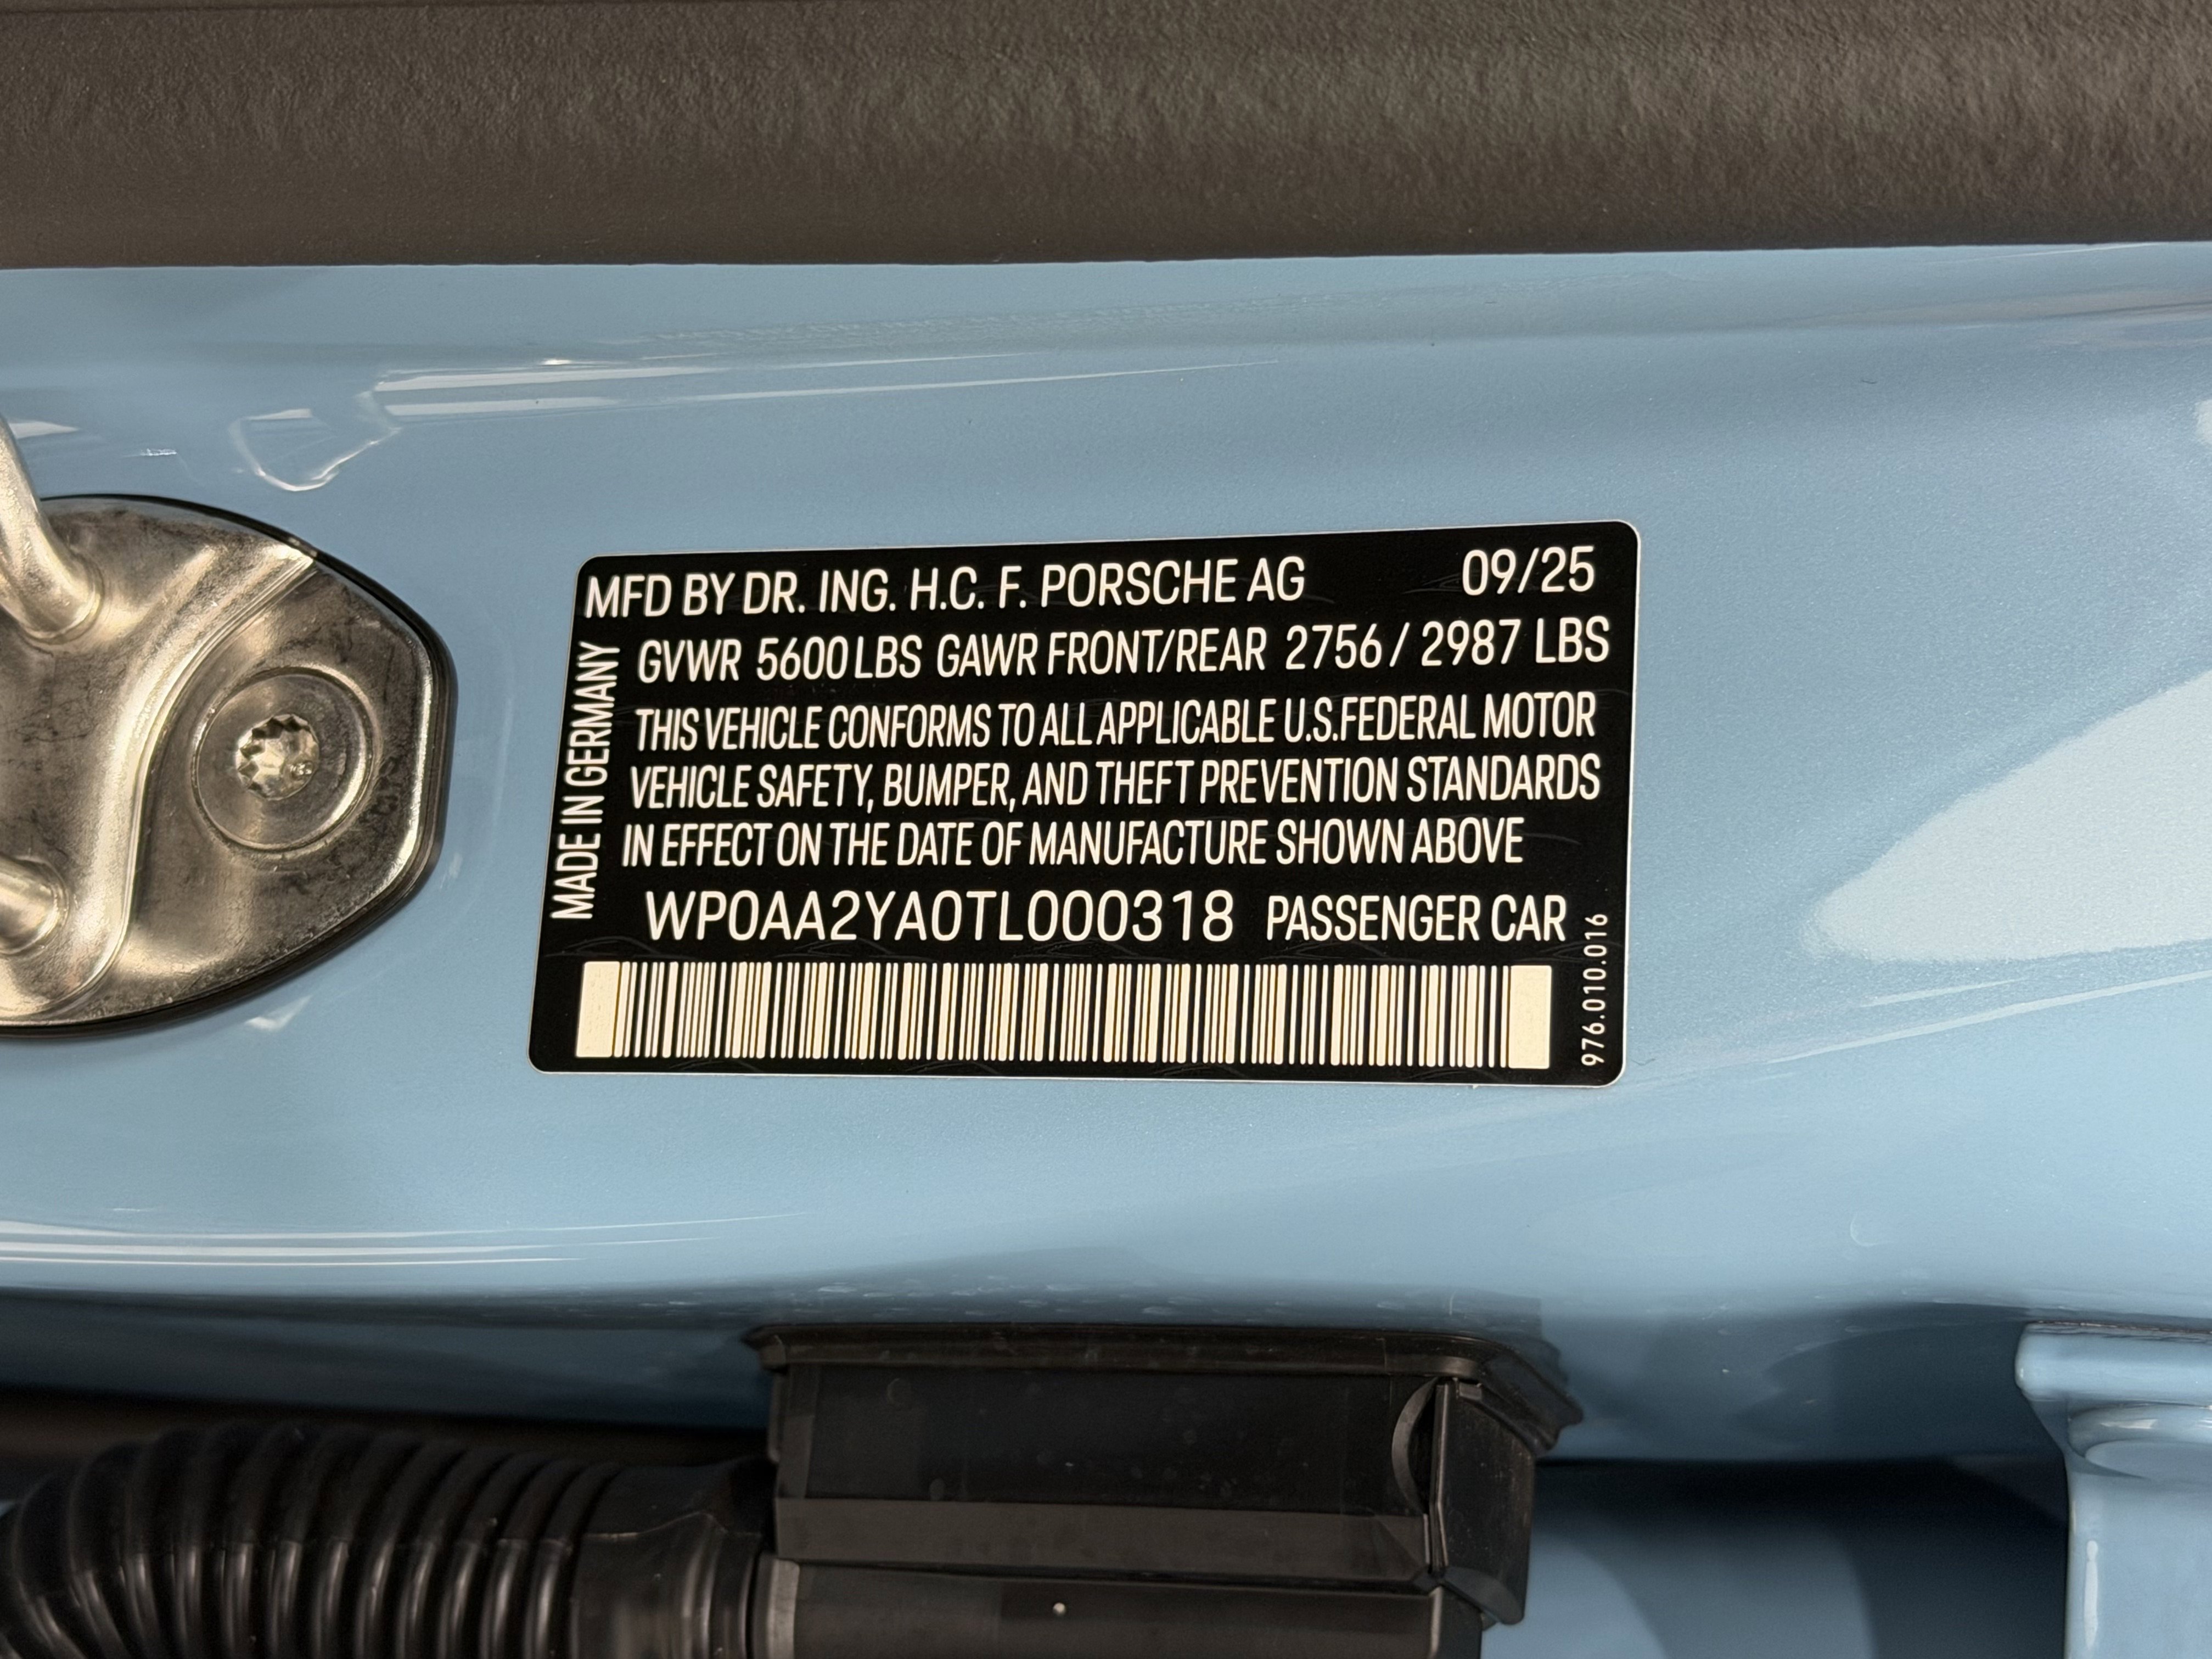 MFD BY DR. ING. H.C. F. PORSCHE AG 09/25
GVWR 5600 LBS GAWR FRONT/REAR 2756 / 2987 LBS
THIS VEHICLE CONFORMS TO ALL APPLICABLE U.S.FEDERAL MOTOR
VEHICLE SAFETY, BUMPER, AND THEFT PREVENTION STANDARDS
IN EFFECT ON THE DATE OF MANUFACTURE SHOWN ABOVE
WP0AA2YA0TL000318 PASSENGER CAR
MADE IN GERMANY
976.010.016